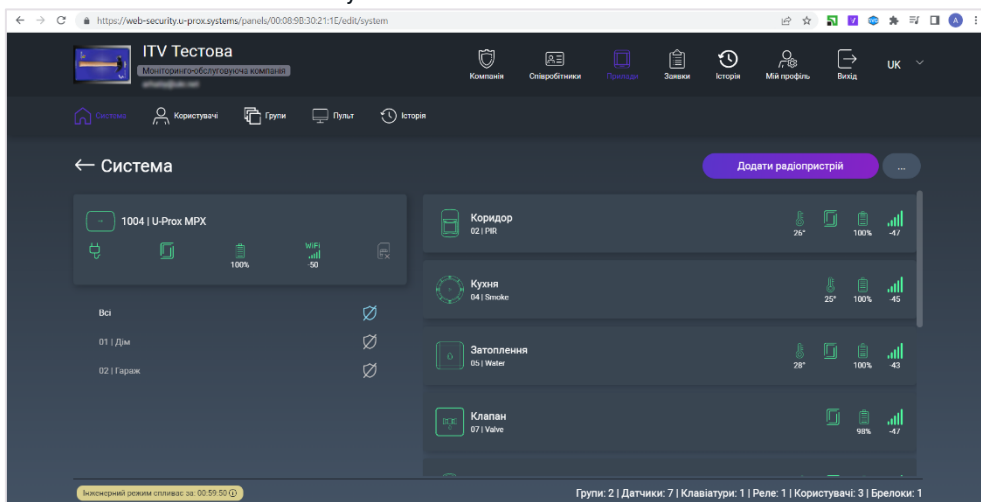 https://web-security.u-prox.systems/panels/00:08:9B:30:21:1E/edit/system
ITV Тестова
Моніторинго-обслуговуюча компанія
Компанія Співробітники Прилади Заявки Історія Мій профіль Вихід UK
Система Користувачі Групи Пульт Історія
← Система
Додати радіопристрій ...
1004 | U-Prox MPX
100% WiFi -50
Всі
01 | Дім
02 | Гараж
Коридор
02 | PIR
26° 100% -47
Кухня
04 | Smoke
25° 100% -45
Затоплення
05 | Water
28° 100% -43
Клапан
07 | Valve
98% -47
Інженерний режим спливає за: 00:59:50
Групи: 2 | Датчики: 7 | Клавіатури: 1 | Реле: 1 | Користувачі: 3 | Брелоки: 1